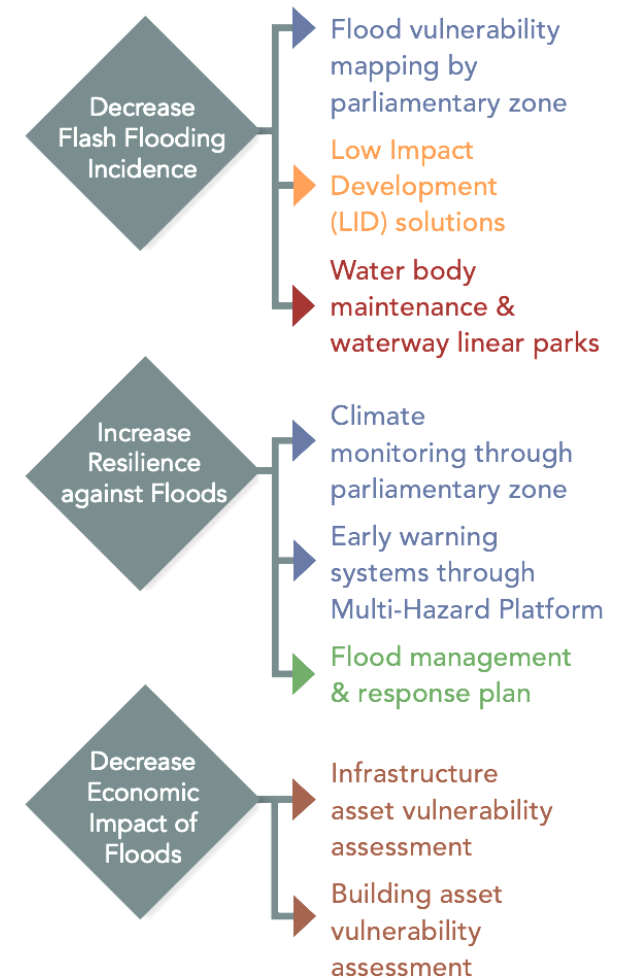 Decrease
Flash Flooding
Incidence
Flood vulnerability
mapping by
parliamentary zone
Low Impact
Development
(LID) solutions
Water body
maintenance &
waterway linear parks
Increase
Resilience
against Floods
Climate
monitoring through
parliamentary zone
Early warning
systems through
Multi-Hazard Platform
Flood management
& response plan
Decrease
Economic
Impact of
Floods
Infrastructure
asset vulnerability
assessment
Building asset
vulnerability
assessment